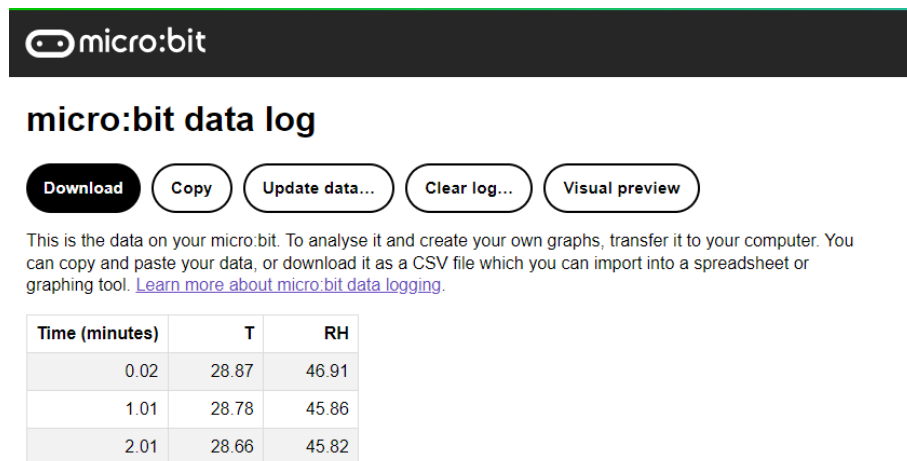 micro:bit
micro:bit data log
Download Copy Update data... Clear log... Visual preview
This is the data on your micro:bit. To analyse it and create your own graphs, transfer it to your computer. You
can copy and paste your data, or download it as a CSV file which you can import into a spreadsheet or
graphing tool. Learn more about micro:bit data logging.
Time (minutes) T RH
0.02 28.87 46.91
1.01 28.78 45.86
2.01 28.66 45.82